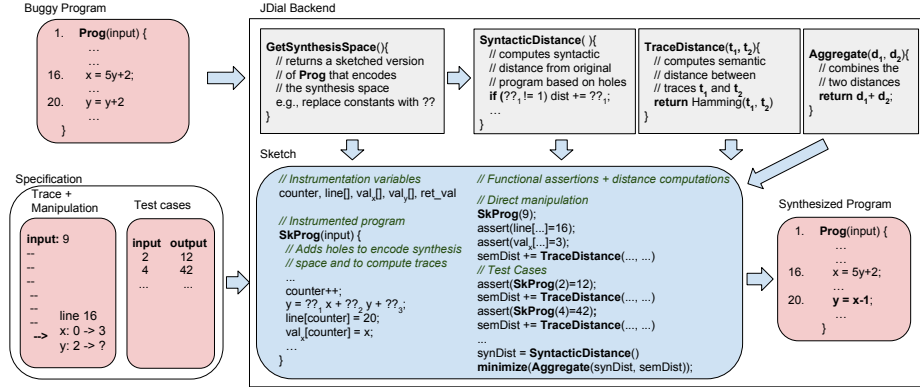 Buggy Program
1. Prog(input) {
...
...
16. x = 5y+2;
...
20. y = y+2
...
}
Specification
Trace +
Manipulation
input: 9
--
--
--
--
--
--
--> line 16
x: 0 -> 3
y: 2 -> ?
Test cases
input output
2 12
4 42
... ...
JDial Backend
GetSynthesisSpace(){
// returns a sketched version
// of Prog that encodes
// the synthesis space
e.g., replace constants with ??
}
SyntacticDistance( ){
// computes syntactic
// distance from original
// program based on holes
if (??₁ != 1) dist += ??₁;
...
}
TraceDistance(t₁, t₂){
// computes semantic
// distance between
// traces t₁ and t₂
return Hamming(t₁, t₂)
}
Aggregate(d₁, d₂){
// combines the
// two distances
return d₁+ d₂;
}
Sketch
// Instrumentation variables
counter, line[], valₓ[], val_y[], ret_val
// Instrumented program
SkProg(input) {
// Adds holes to encode synthesis
// space and to compute traces
...
counter++;
y = ??₁ x + ??₂ y + ??₃;
line[counter] = 20;
valₓ[counter] = x;
...
}
// Functional assertions + distance computations
// Direct manipulation
SkProg(9);
assert(line[...]=16);
assert(valₓ[...]=3);
semDist += TraceDistance(..., ...)
// Test Cases
assert(SkProg(2)=12);
semDist += TraceDistance(..., ...)
assert(SkProg(4)=42);
semDist += TraceDistance(..., ...)
...
synDist = SyntacticDistance()
minimize(Aggregate(synDist, semDist));
Synthesized Program
1. Prog(input) {
...
...
16. x = 5y+2;
...
20. y = x-1;
...
}